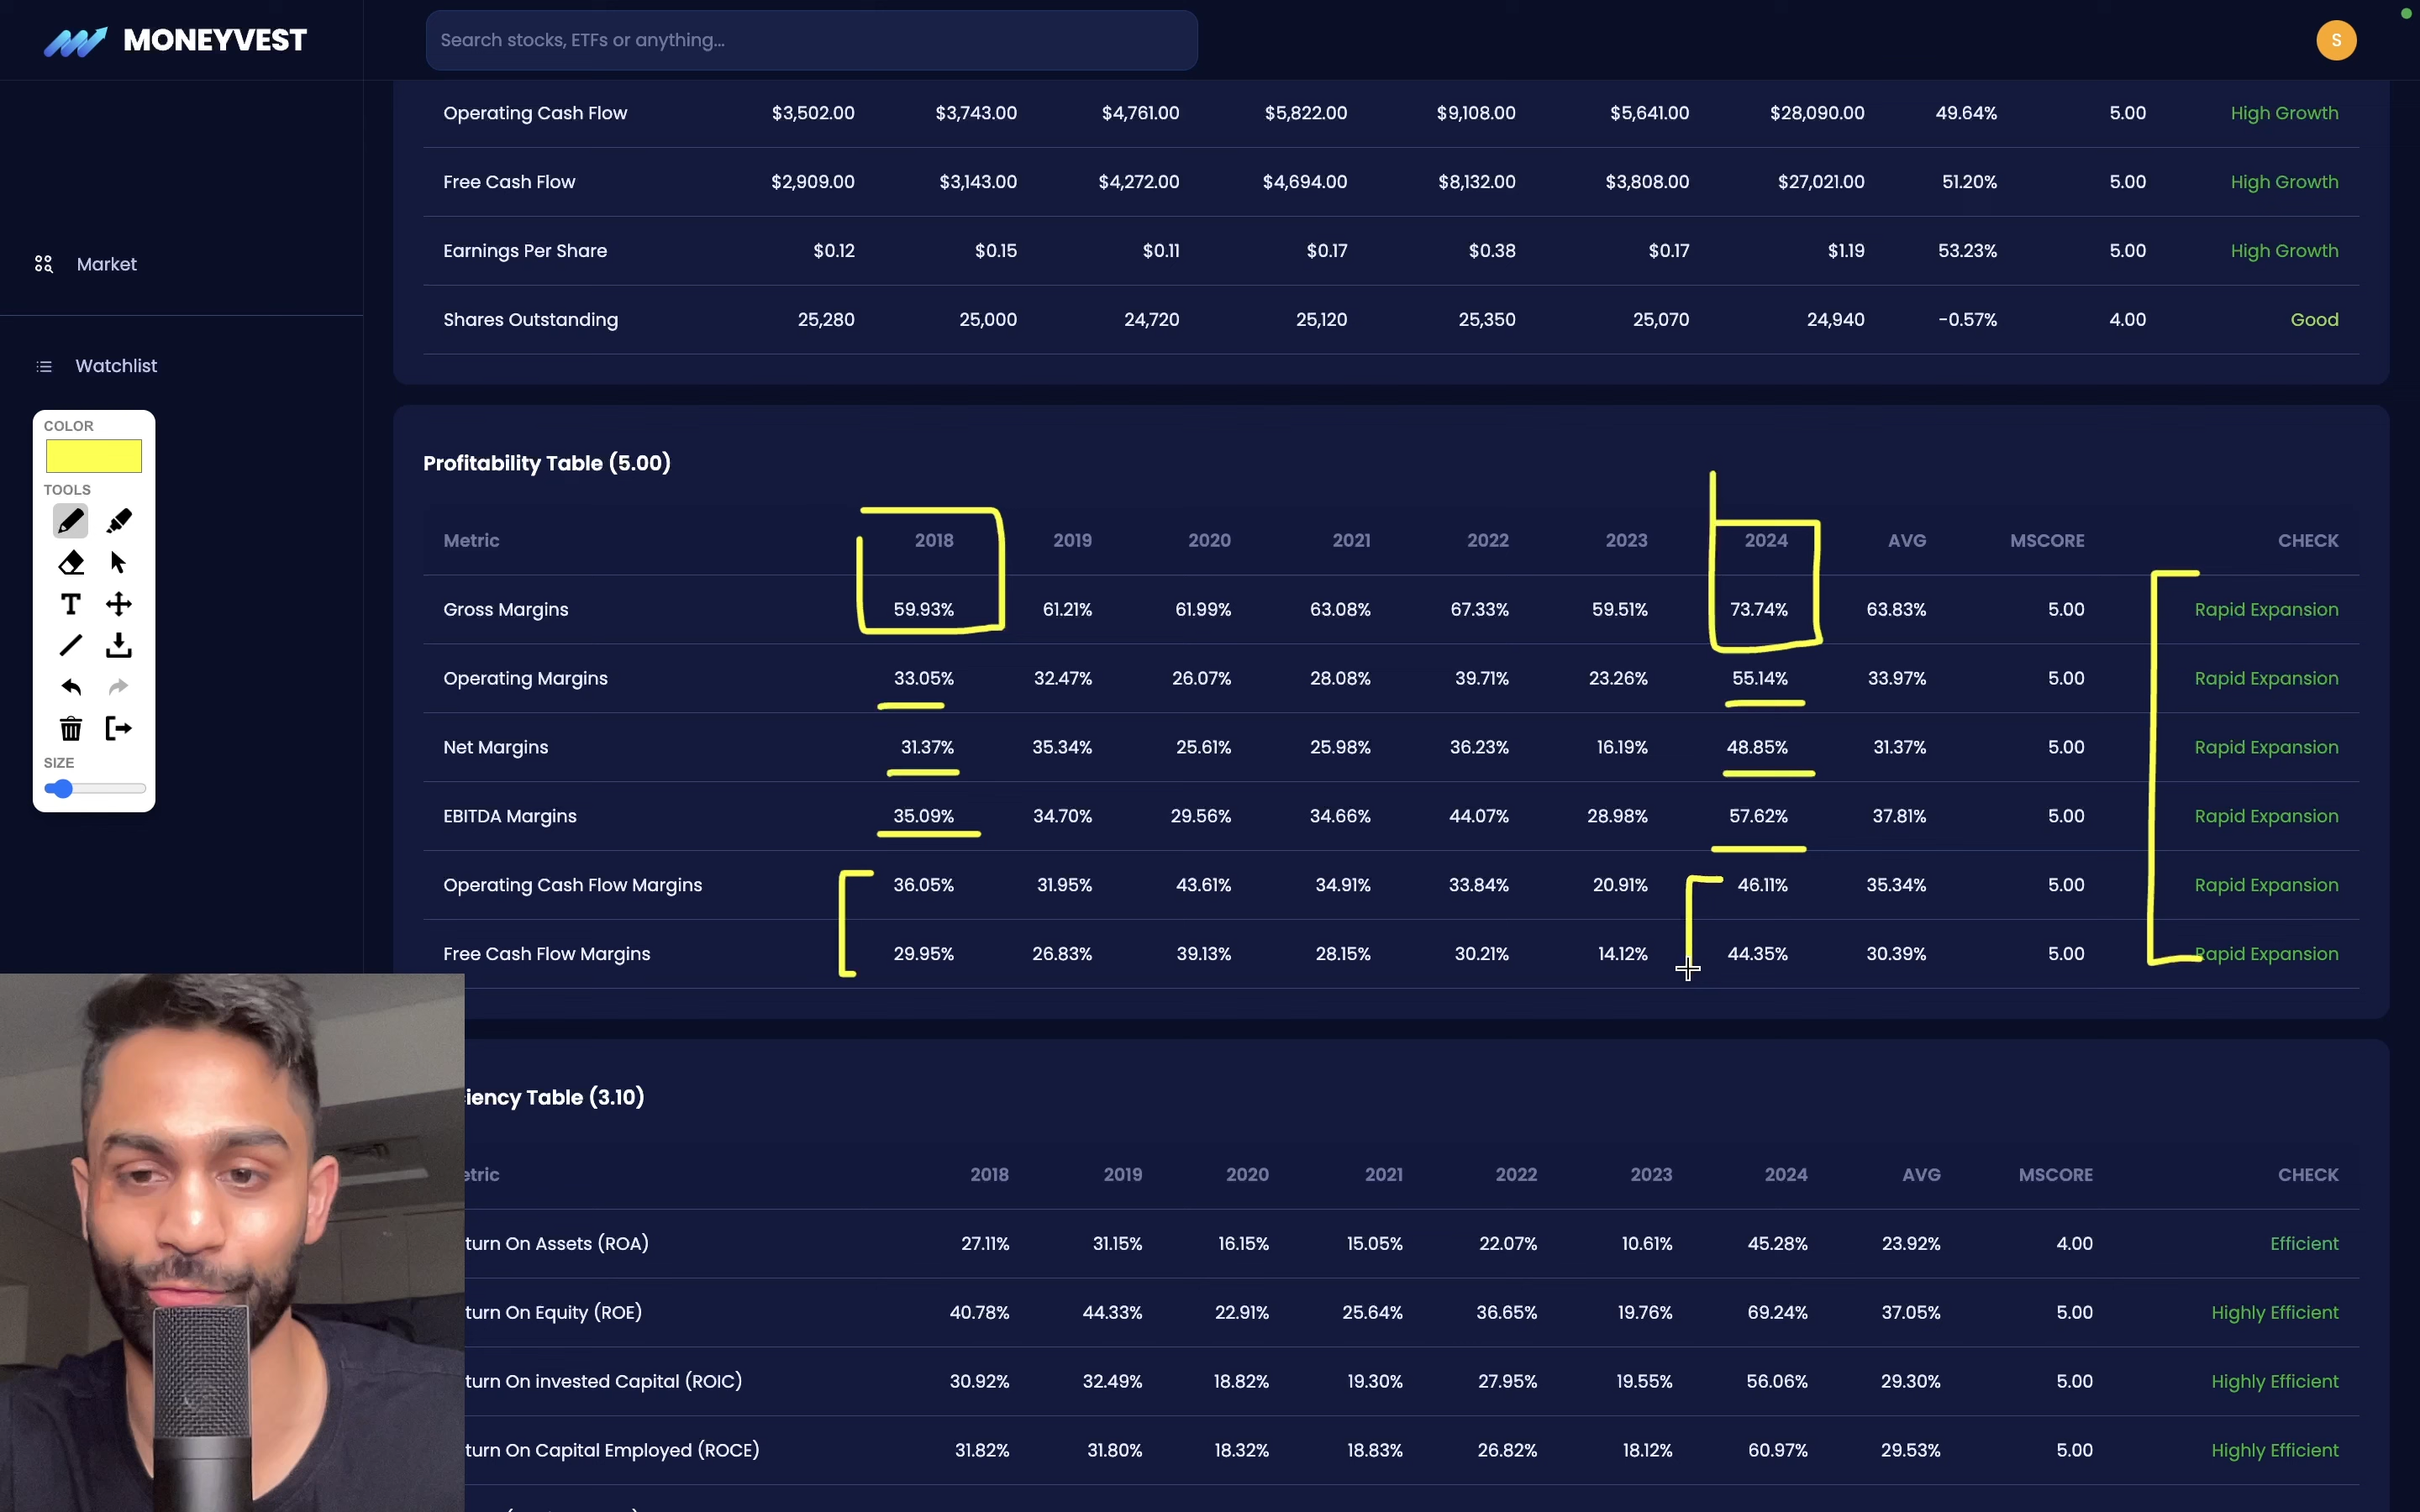 MONEYVEST
Search stocks, ETFs or anything...
S
Operating Cash Flow $3,502.00 $3,743.00 $4,761.00 $5,822.00 $9,108.00 $5,641.00 $28,090.00 49.64% 5.00 High Growth
Free Cash Flow $2,909.00 $3,143.00 $4,272.00 $4,694.00 $8,132.00 $3,808.00 $27,021.00 51.20% 5.00 High Growth
Earnings Per Share $0.12 $0.15 $0.11 $0.17 $0.38 $0.17 $1.19 53.23% 5.00 High Growth
Shares Outstanding 25,280 25,000 24,720 25,120 25,350 25,070 24,940 -0.57% 4.00 Good
Market
Watchlist
COLOR
TOOLS
T
SIZE
Profitability Table (5.00)
Metric 2018 2019 2020 2021 2022 2023 2024 AVG MSCORE CHECK
Gross Margins 59.93% 61.21% 61.99% 63.08% 67.33% 59.51% 73.74% 63.83% 5.00 Rapid Expansion
Operating Margins 33.05% 32.47% 26.07% 28.08% 39.71% 23.26% 55.14% 33.97% 5.00 Rapid Expansion
Net Margins 31.37% 35.34% 25.61% 25.98% 36.23% 16.19% 48.85% 31.37% 5.00 Rapid Expansion
EBITDA Margins 35.09% 34.70% 29.56% 34.66% 44.07% 28.98% 57.62% 37.81% 5.00 Rapid Expansion
Operating Cash Flow Margins 36.05% 31.95% 43.61% 34.91% 33.84% 20.91% 46.11% 35.34% 5.00 Rapid Expansion
Free Cash Flow Margins 29.95% 26.83% 39.13% 28.15% 30.21% 14.12% 44.35% 30.39% 5.00 Rapid Expansion
iency Table (3.10)
etric 2018 2019 2020 2021 2022 2023 2024 AVG MSCORE CHECK
turn On Assets (ROA) 27.11% 31.15% 16.15% 15.05% 22.07% 10.61% 45.28% 23.92% 4.00 Efficient
turn On Equity (ROE) 40.78% 44.33% 22.91% 25.64% 36.65% 19.76% 69.24% 37.05% 5.00 Highly Efficient
turn On invested Capital (ROIC) 30.92% 32.49% 18.82% 19.30% 27.95% 19.55% 56.06% 29.30% 5.00 Highly Efficient
turn On Capital Employed (ROCE) 31.82% 31.80% 18.32% 18.83% 26.82% 18.12% 60.97% 29.53% 5.00 Highly Efficient